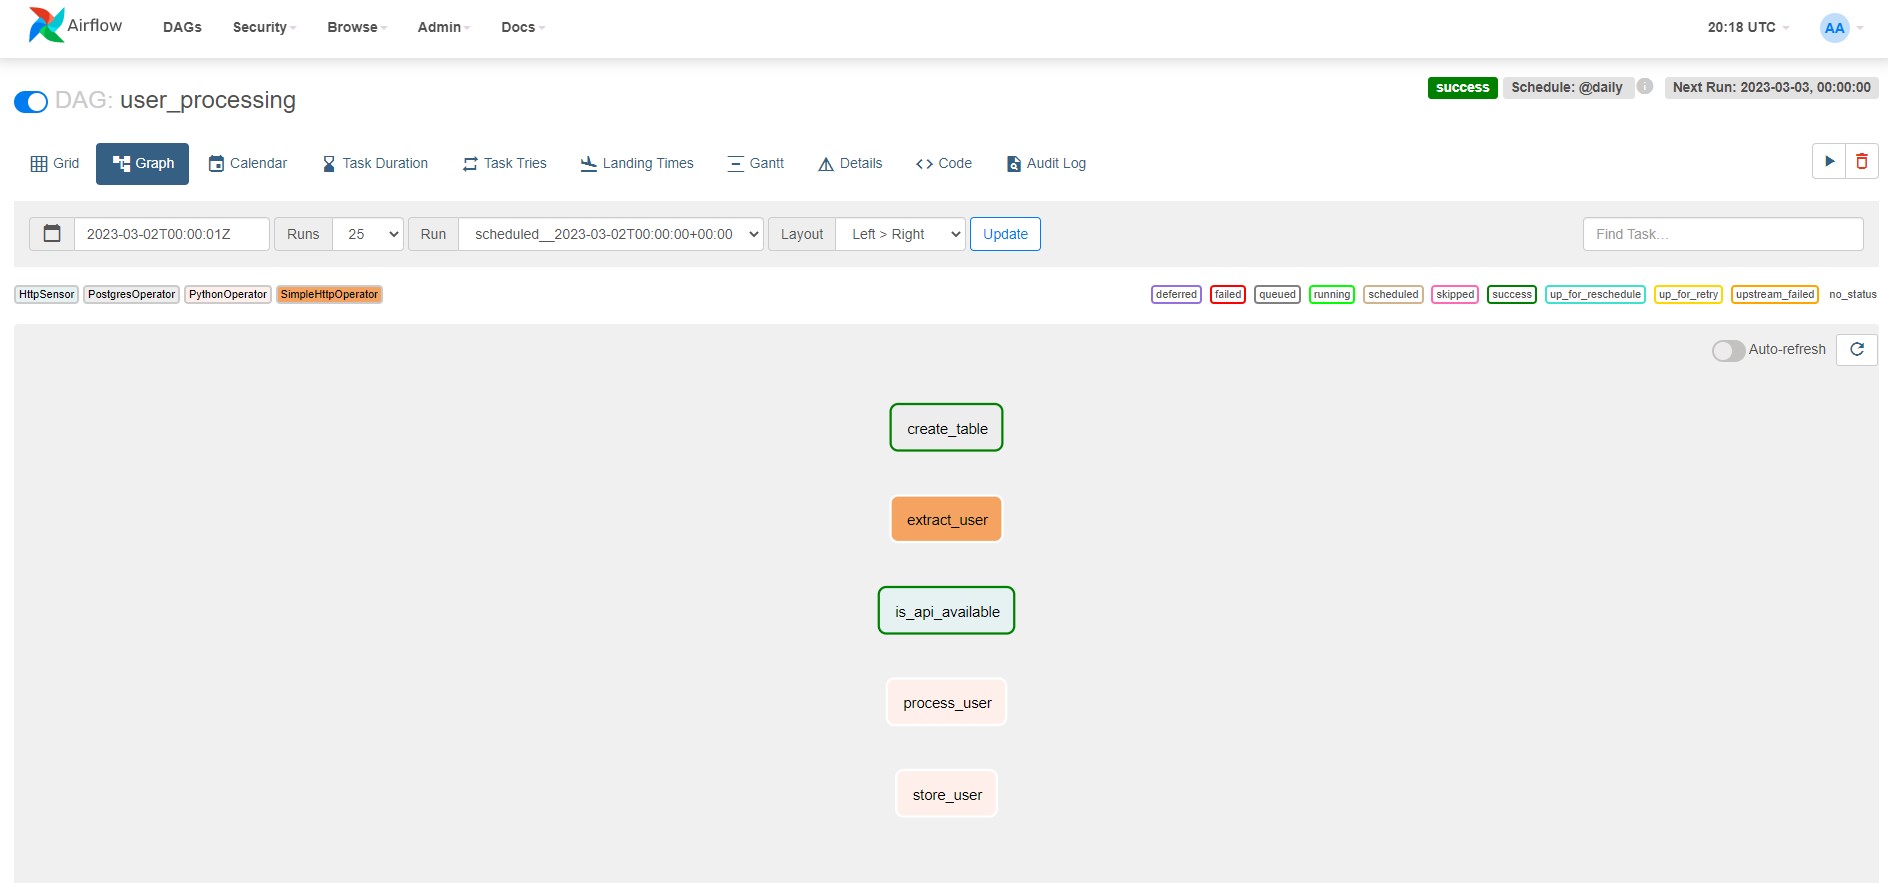 Airflow DAGs Security Browse Admin Docs 20:18 UTC AA
DAG: user_processing success Schedule: @daily i Next Run: 2023-03-03, 00:00:00
Grid Graph Calendar Task Duration Task Tries Landing Times Gantt Details Code Audit Log
2023-03-02T00:00:01Z Runs 25 Run scheduled__2023-03-02T00:00:00+00:00 Layout Left > Right Update Find Task...
HttpSensor PostgresOperator PythonOperator SimpleHttpOperator deferred failed queued running scheduled skipped success up_for_reschedule up_for_retry upstream_failed no_status
Auto-refresh
create_table
extract_user
is_api_available
process_user
store_user